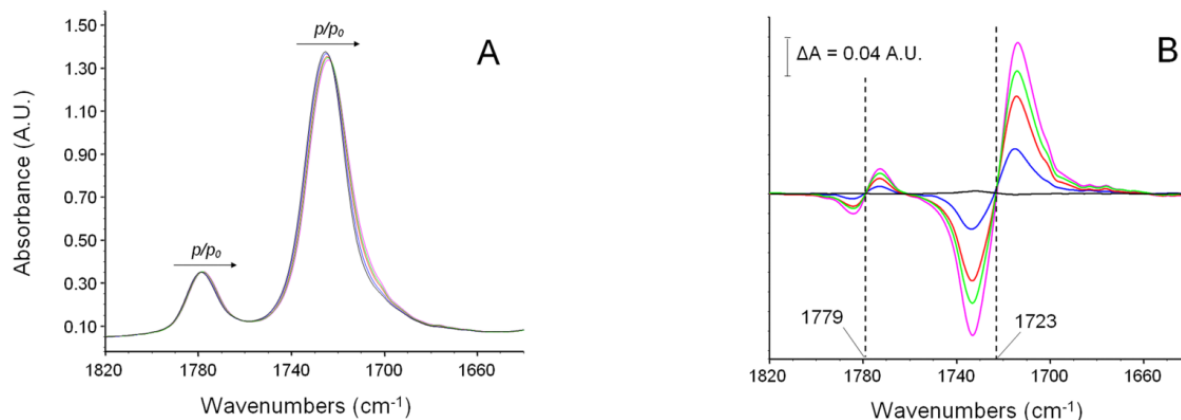 A
p/p₀
p/p₀
Absorbance (A.U.)
1.50
1.30
1.10
0.90
0.70
0.50
0.30
0.10
1820 1780 1740 1700 1660
Wavenumbers (cm⁻¹)
B
ΔA = 0.04 A.U.
1779
1723
1820 1780 1740 1700 1660
Wavenumbers (cm⁻¹)